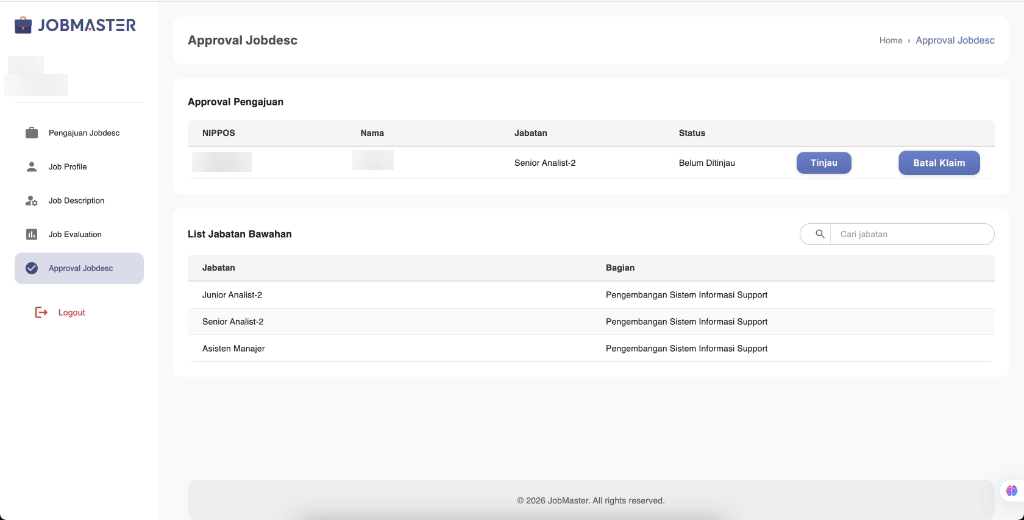 JOBMASTER
Approval Jobdesc
Home › Approval Jobdesc
Pengajuan Jobdesc
Job Profile
Job Description
Job Evaluation
Approval Jobdesc
Logout
Approval Pengajuan
NIPPOS Nama Jabatan Status
Senior Analist-2 Belum Ditinjau Tinjau Batal Klaim
List Jabatan Bawahan
Cari jabatan
Jabatan Bagian
Junior Analist-2 Pengembangan Sistem Informasi Support
Senior Analist-2 Pengembangan Sistem Informasi Support
Asisten Manajer Pengembangan Sistem Informasi Support
© 2026 JobMaster. All rights reserved.